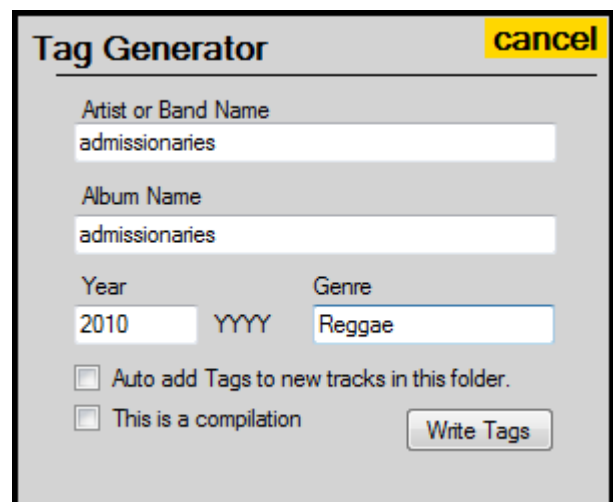 Tag Generator
cancel
Artist or Band Name
admissionaries
Album Name
admissionaries
Year
Genre
2010
YYYY
Reggae
Auto add Tags to new tracks in this folder.
This is a compilation
Write Tags